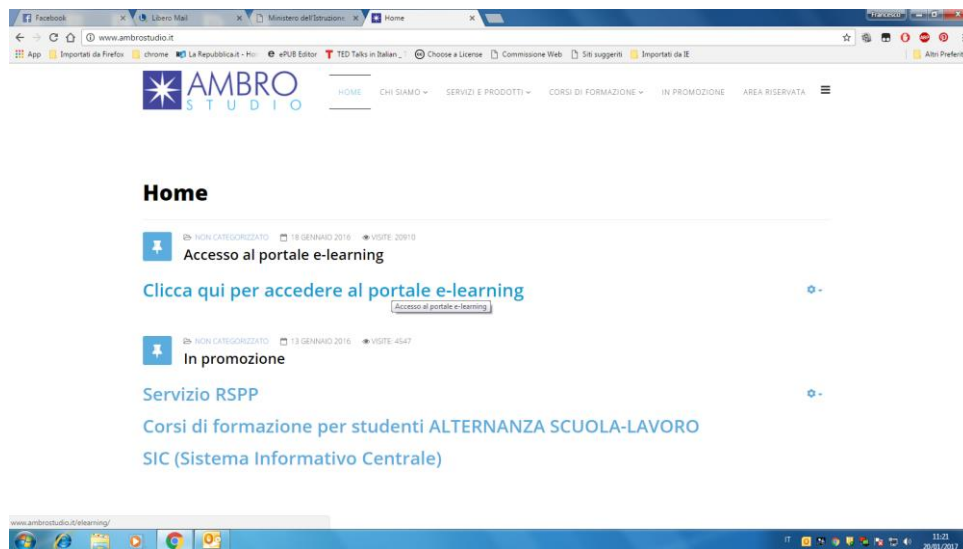 Facebook
Libero Mail
Ministero dell'Istruzione
Home
Francesco
www.ambrostudio.it
App
Importati da Firefox
chrome
La Repubblica.it - Ho
ePUB Editor
TED Talks in Italian _
Choose a License
Commissione Web
Siti suggeriti
Importati da IE
Altri Preferiti
AMBRO
STUDIO
HOME
CHI SIAMO
SERVIZI E PRODOTTI
CORSI DI FORMAZIONE
IN PROMOZIONE
AREA RISERVATA
Home
NON CATEGORIZZATO 18 GENNAIO 2016 VISITE: 20910
Accesso al portale e-learning
Clicca qui per accedere al portale e-learning
Accesso al portale e-learning
NON CATEGORIZZATO 13 GENNAIO 2016 VISITE: 4547
In promozione
Servizio RSPP
Corsi di formazione per studenti ALTERNANZA SCUOLA-LAVORO
SIC (Sistema Informativo Centrale)
www.ambrostudio.it/elearning/
IT
11:21
20/01/2017